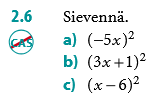 2.6 Sievennä.
CAS a) (−5x)²
b) (3x+1)²
c) (x−6)²